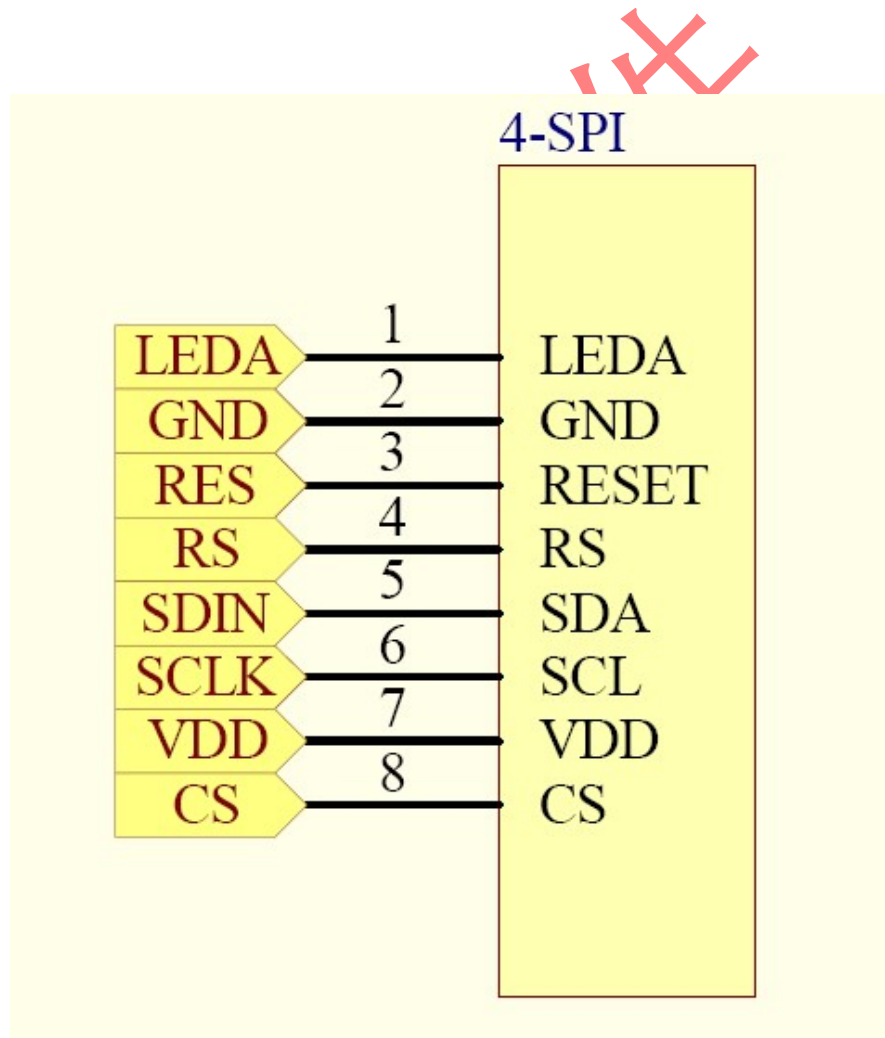 4-SPI
LEDA 1 LEDA
GND 2 GND
RES 3 RESET
RS 4 RS
SDIN 5 SDA
SCLK 6 SCL
VDD 7 VDD
CS 8 CS